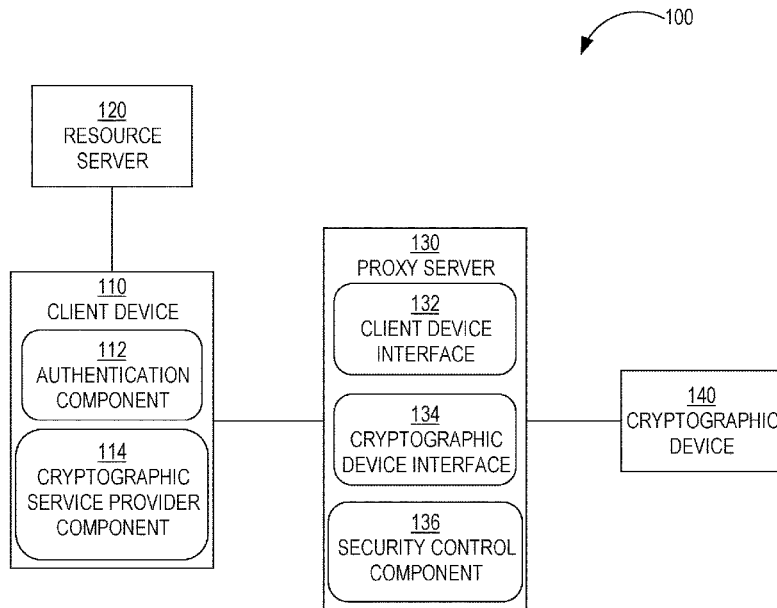 100
120
RESOURCE
SERVER
110
CLIENT DEVICE
112
AUTHENTICATION
COMPONENT
114
CRYPTOGRAPHIC
SERVICE PROVIDER
COMPONENT
130
PROXY SERVER
132
CLIENT DEVICE
INTERFACE
134
CRYPTOGRAPHIC
DEVICE INTERFACE
136
SECURITY CONTROL
COMPONENT
140
CRYPTOGRAPHIC
DEVICE